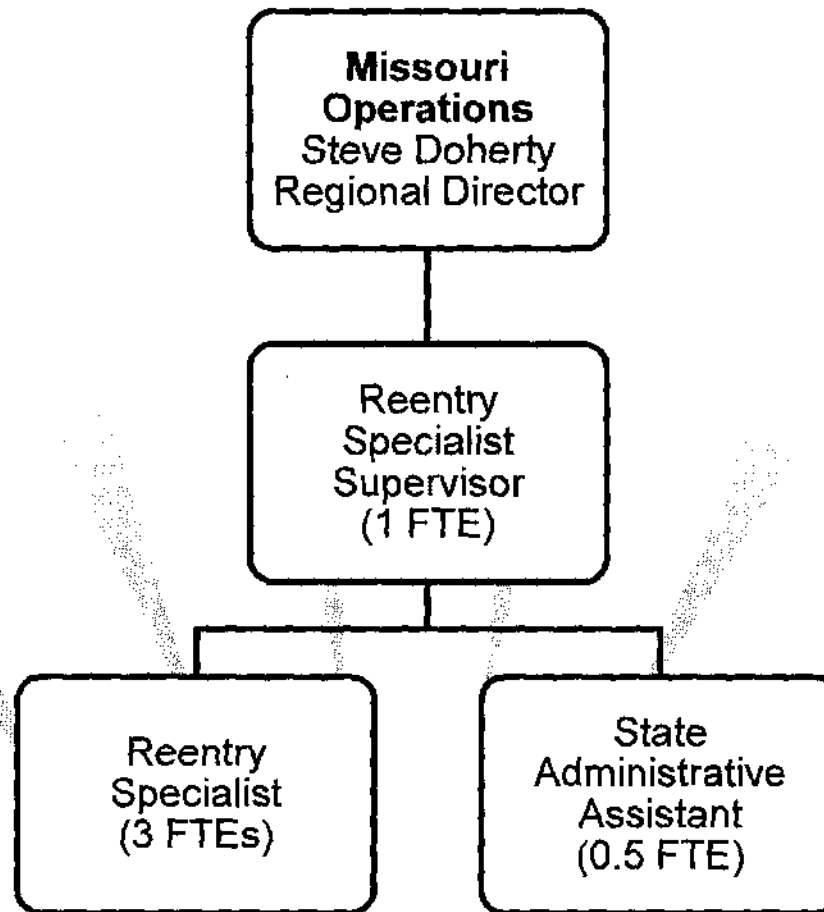 Missouri
Operations
Steve Doherty
Regional Director
Reentry
Specialist
Supervisor
(1 FTE)
Reentry
Specialist
(3 FTEs)
State
Administrative
Assistant
(0.5 FTE)